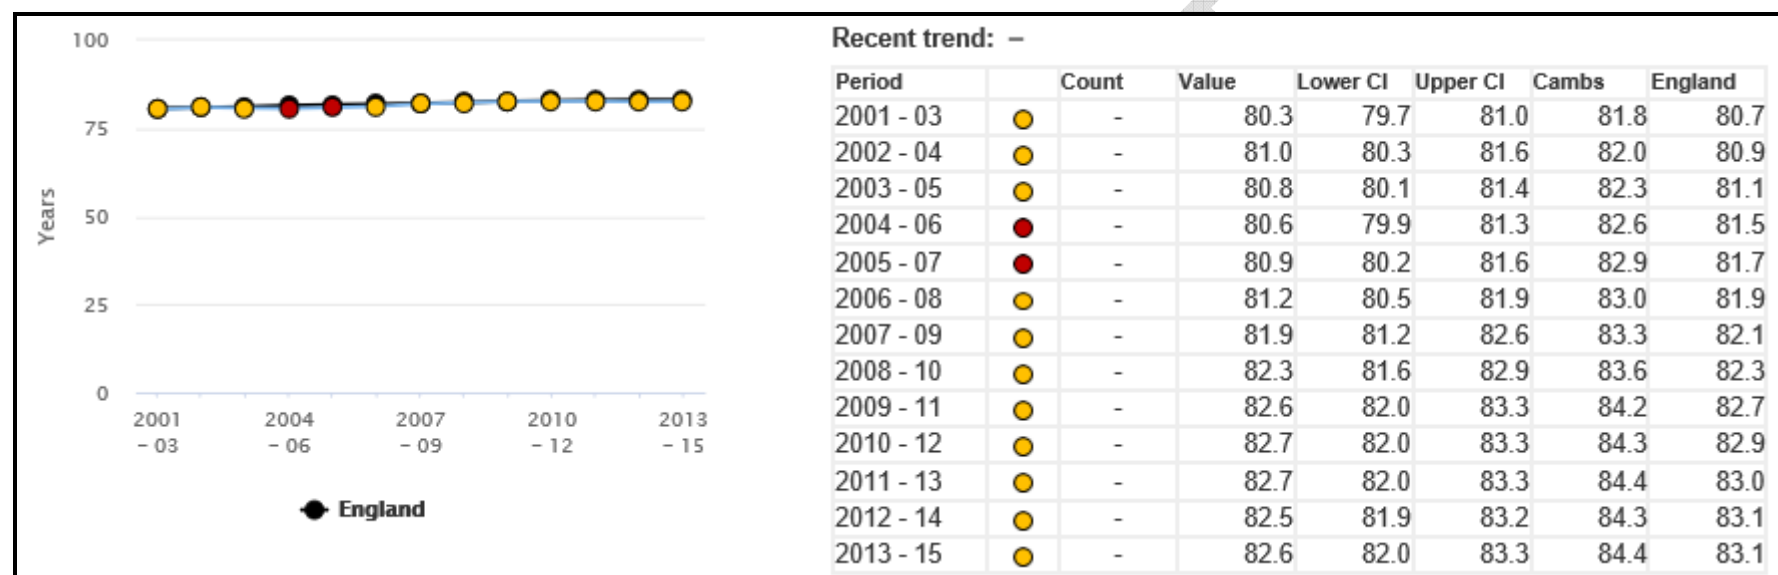 100
75
50
25
0
Years
2001 2004 2007 2010 2013
- 03 - 06 - 09 - 12 - 15
England
Recent trend: –
Period Count Value Lower CI Upper CI Cambs England
2001 - 03 - 80.3 79.7 81.0 81.8 80.7
2002 - 04 - 81.0 80.3 81.6 82.0 80.9
2003 - 05 - 80.8 80.1 81.4 82.3 81.1
2004 - 06 - 80.6 79.9 81.3 82.6 81.5
2005 - 07 - 80.9 80.2 81.6 82.9 81.7
2006 - 08 - 81.2 80.5 81.9 83.0 81.9
2007 - 09 - 81.9 81.2 82.6 83.3 82.1
2008 - 10 - 82.3 81.6 82.9 83.6 82.3
2009 - 11 - 82.6 82.0 83.3 84.2 82.7
2010 - 12 - 82.7 82.0 83.3 84.3 82.9
2011 - 13 - 82.7 82.0 83.3 84.4 83.0
2012 - 14 - 82.5 81.9 83.2 84.3 83.1
2013 - 15 - 82.6 82.0 83.3 84.4 83.1